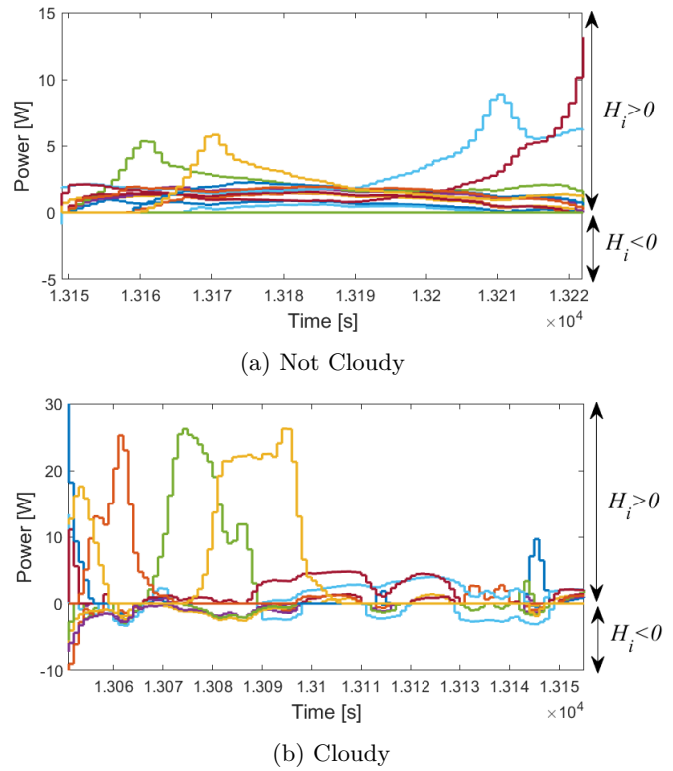 15
10
5
0
-5
Power [W]
H_i>0
H_i<0
1.315 1.316 1.317 1.318 1.319 1.32 1.321 1.322
Time [s]
×10^4
(a) Not Cloudy
30
20
10
0
-10
Power [W]
H_i>0
H_i<0
1.306 1.307 1.308 1.309 1.31 1.311 1.312 1.313 1.314 1.315
Time [s]
×10^4
(b) Cloudy